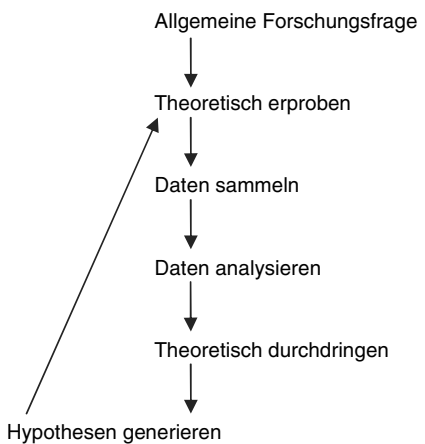 Allgemeine Forschungsfrage
Theoretisch erproben
Daten sammeln
Daten analysieren
Theoretisch durchdringen
Hypothesen generieren